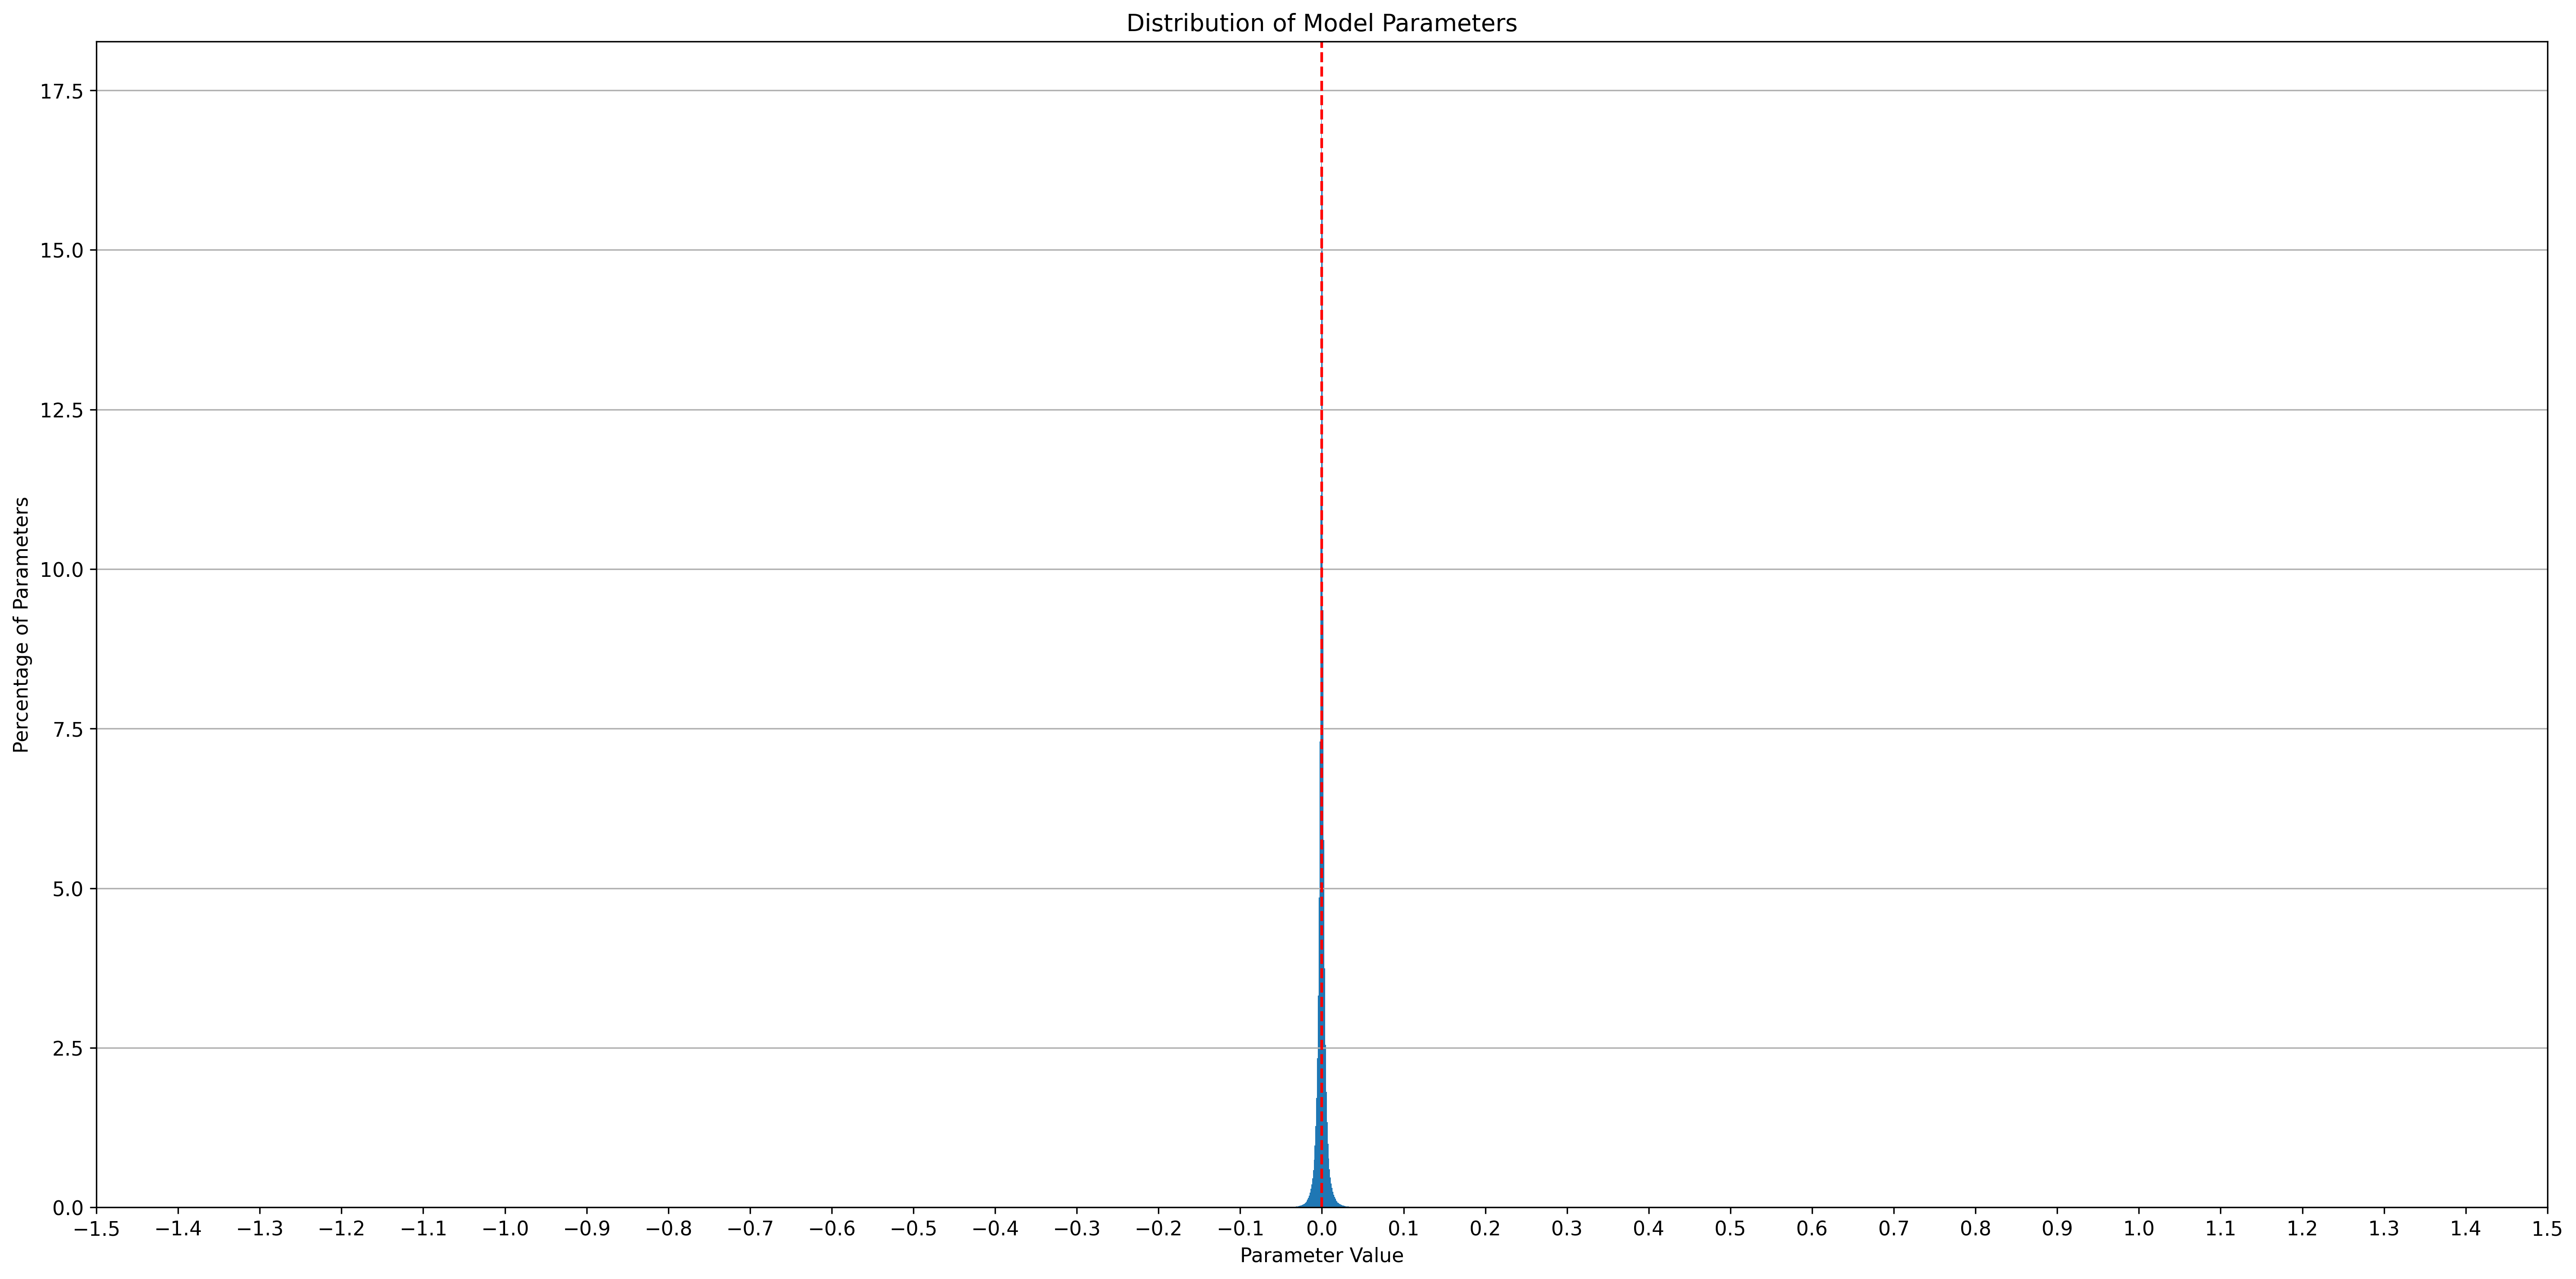 Distribution of Model Parameters
Percentage of Parameters
17.5
15.0
12.5
10.0
7.5
5.0
2.5
0.0
−1.5 −1.4 −1.3 −1.2 −1.1 −1.0 −0.9 −0.8 −0.7 −0.6 −0.5 −0.4 −0.3 −0.2 −0.1 0.0 0.1 0.2 0.3 0.4 0.5 0.6 0.7 0.8 0.9 1.0 1.1 1.2 1.3 1.4 1.5
Parameter Value